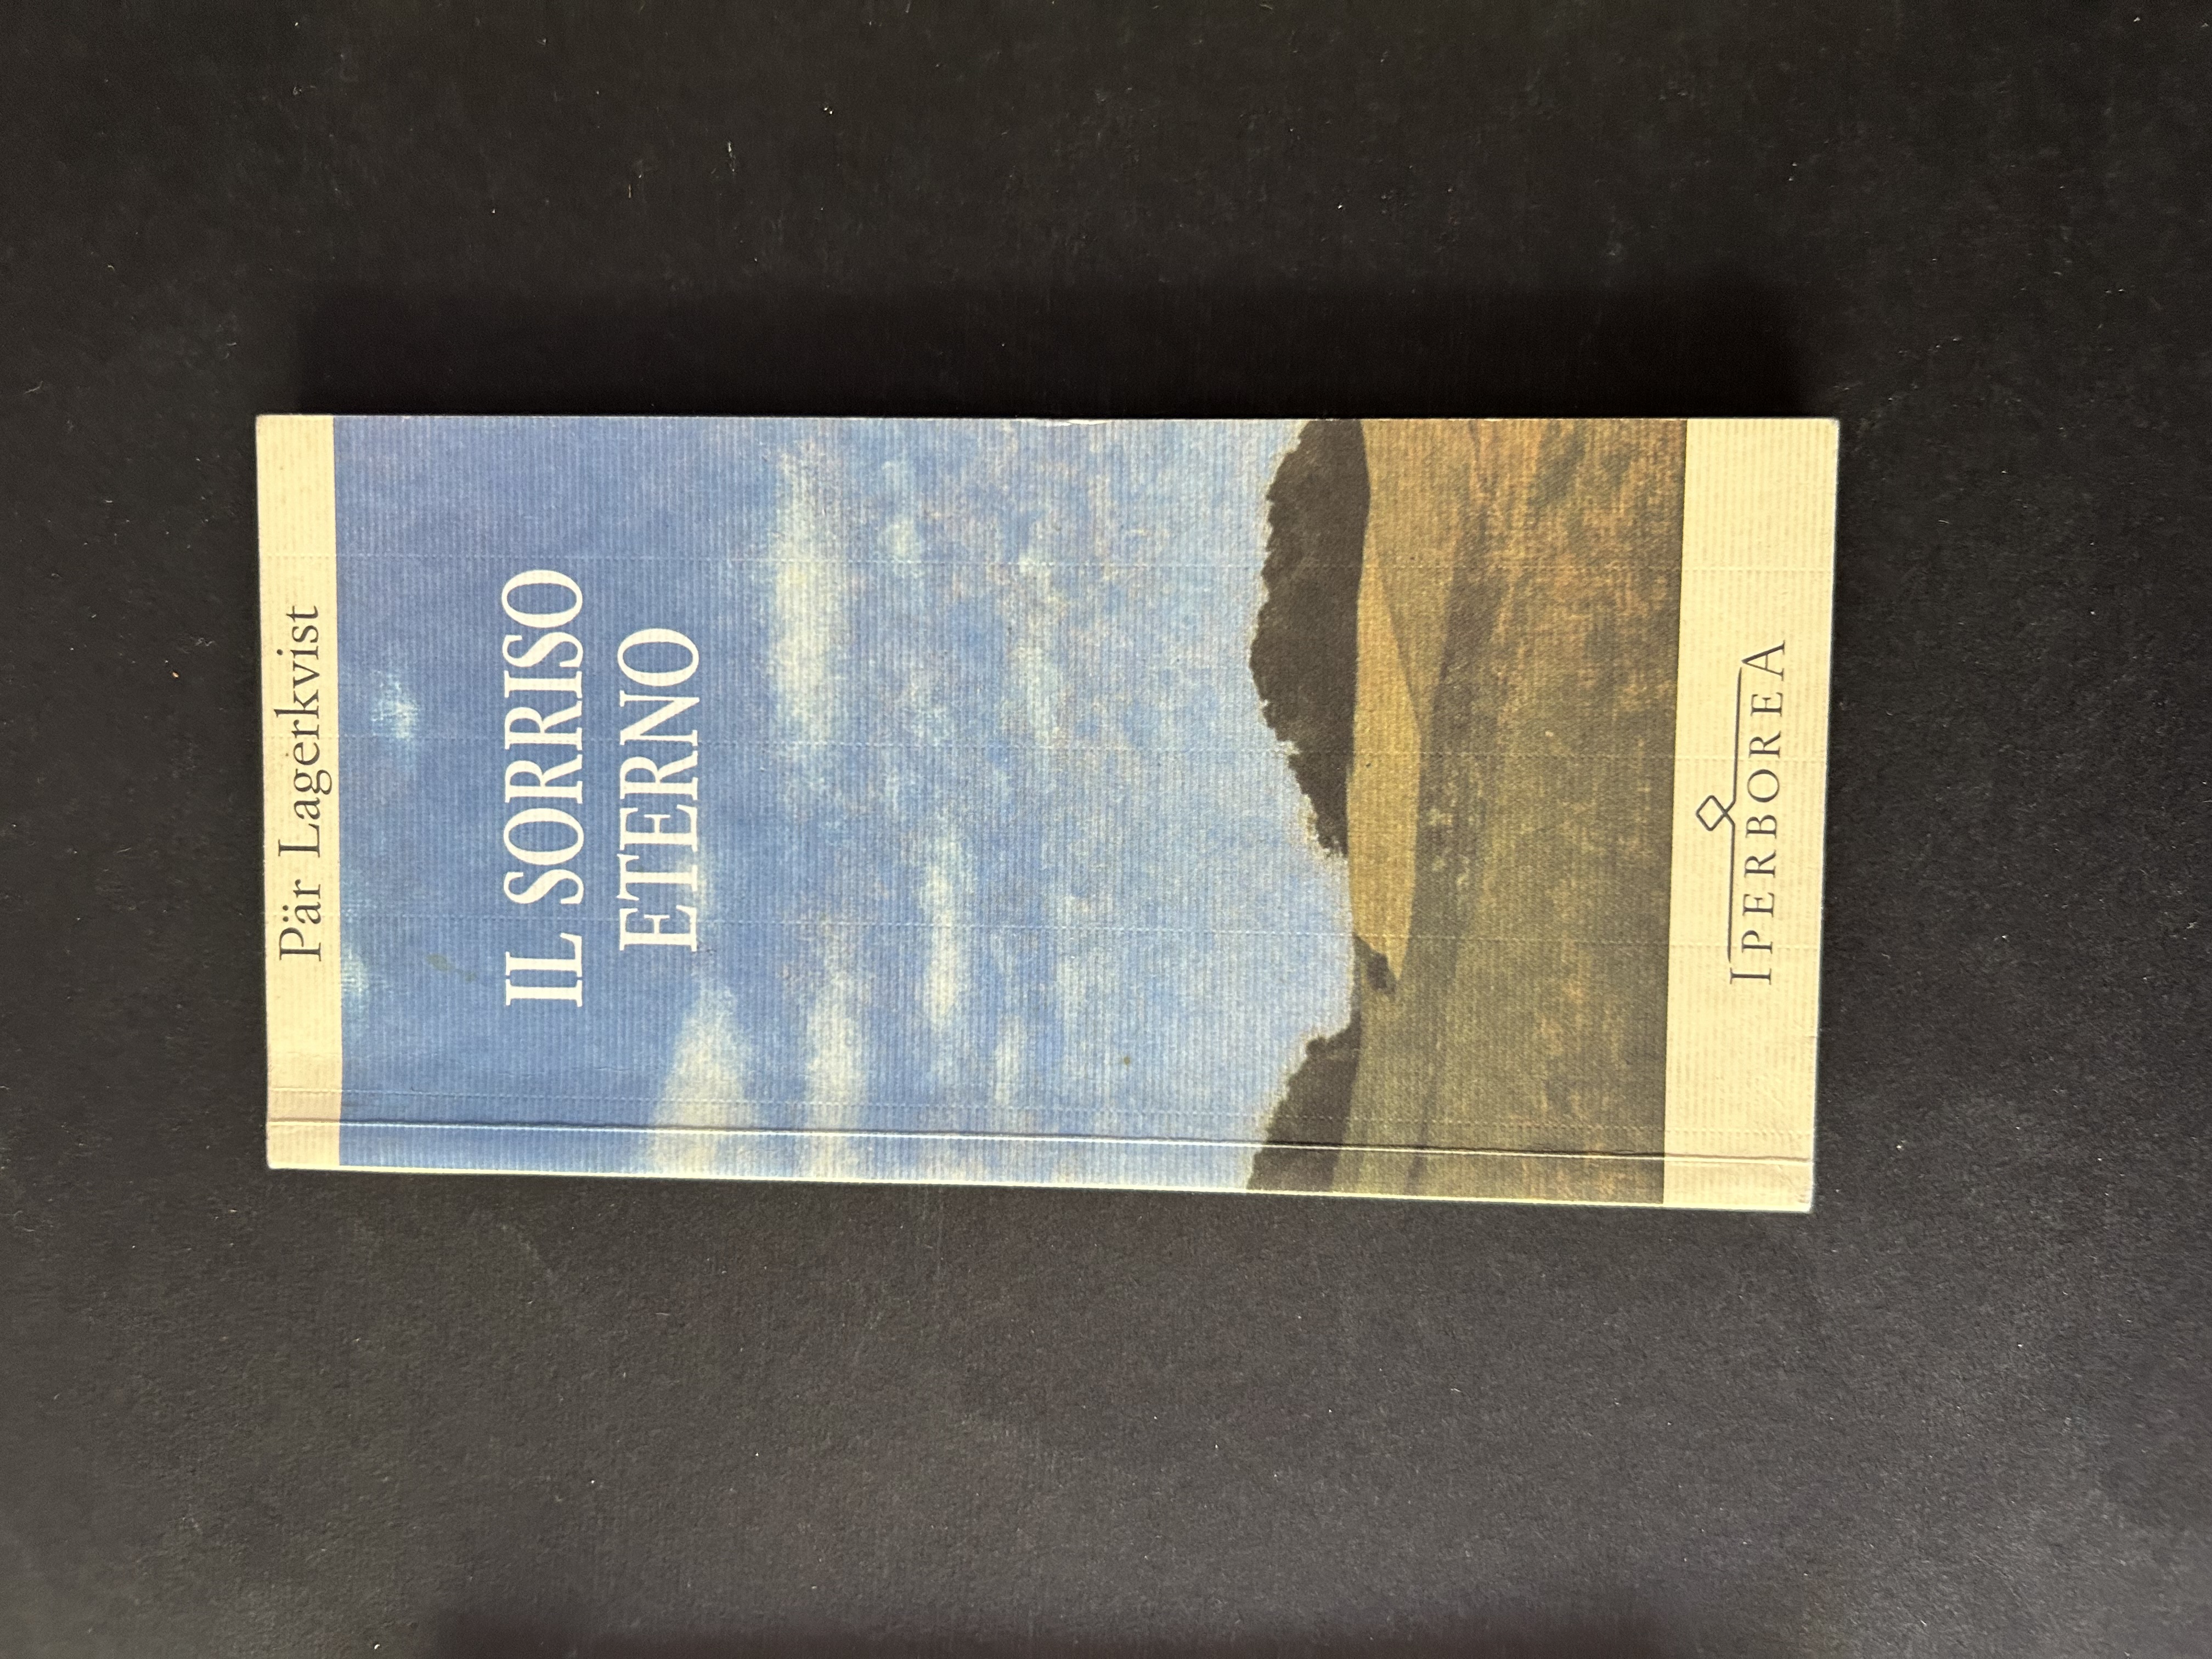 Pär Lagerkvist
IL SORRISO
ETERNO
IPERBOREA